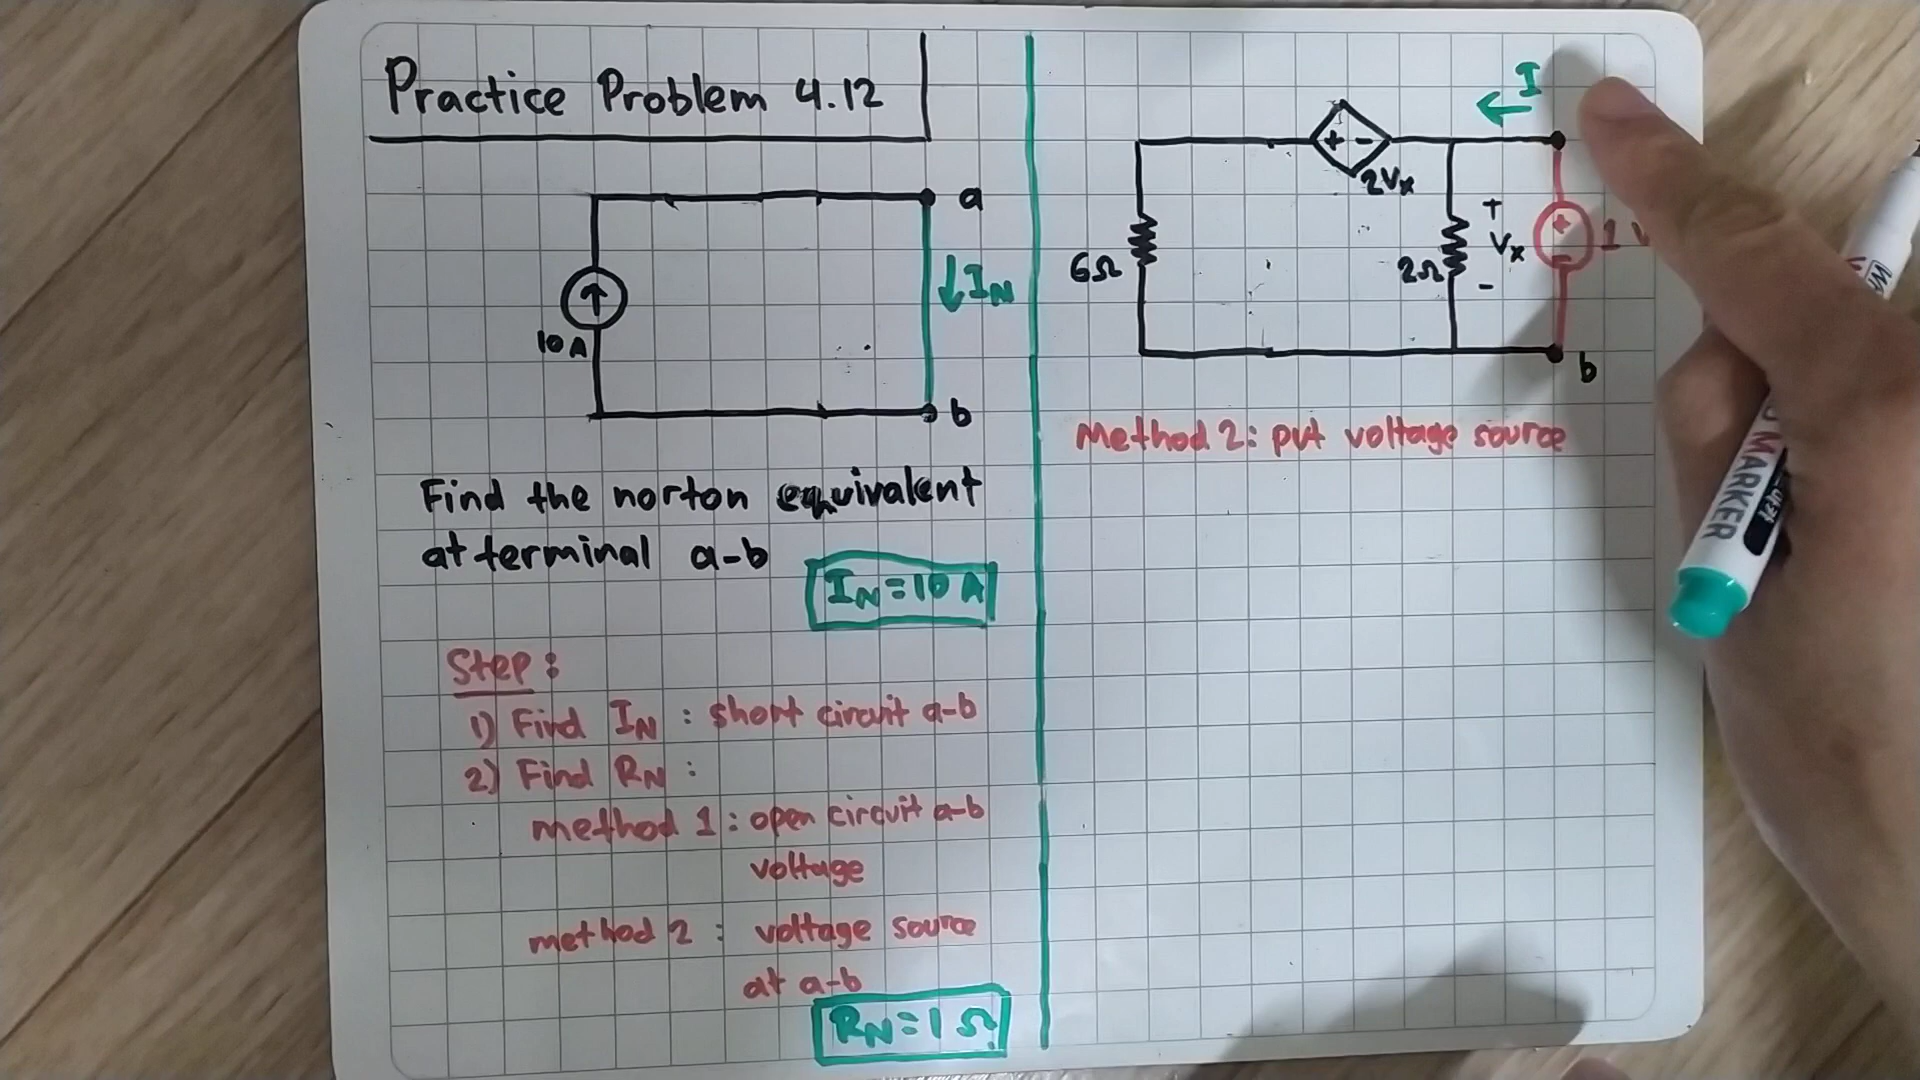 Practice Problem 4.12
a
↓ IN
10 A
b
Find the norton equivalent
at terminal a-b
IN = 10 A
Step:
1) Find IN : short circuit a-b
2) Find RN :
method 1 : open circuit a-b
voltage
method 2 : voltage source
at a-b
RN = 1 Ω
← I
+ -
2Vx
6Ω
2Ω
+
Vx
-
+
-
1 V
b
Method 2: put voltage source
MARKER